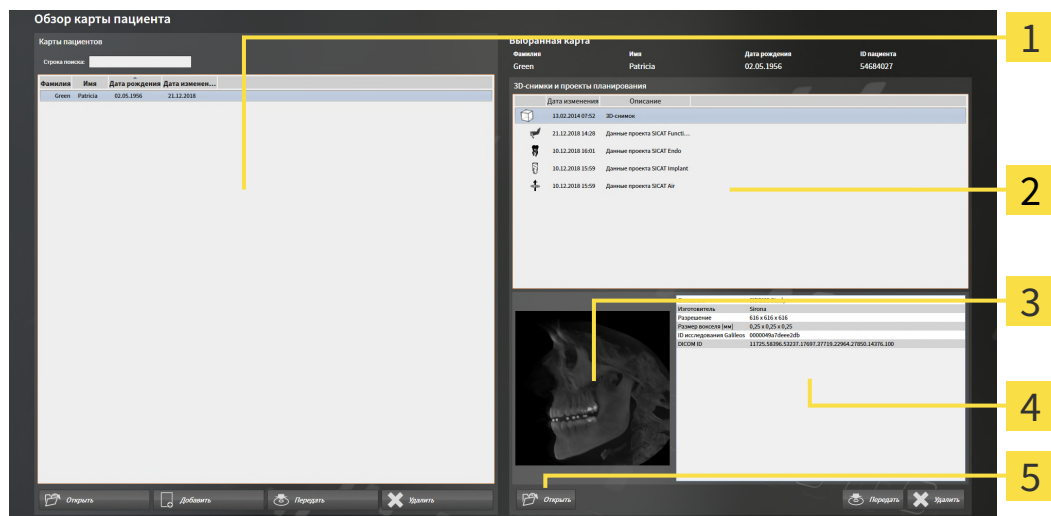 Обзор карты пациента
Карты пациентов
Строка поиска:
Фамилия Имя Дата рождения Дата изменен...
Green Patricia 02.05.1956 21.12.2018
Открыть Добавить Передать Удалить
Выбранная карта
Фамилия Имя Дата рождения ID пациента
Green Patricia 02.05.1956 54684027
3D-снимки и проекты планирования
Дата изменения Описание
13.02.2014 07:52 3D-снимок
21.12.2018 14:28 Данные проекта SICAT Functi...
10.12.2018 16:01 Данные проекта SICAT Endo
10.12.2018 15:59 Данные проекта SICAT Implant
10.12.2018 15:59 Данные проекта SICAT Air
Изготовитель Sirona
Разрешение 616 x 616 x 616
Размер вокселя [мм] 0,25 x 0,25 x 0,25
ID исследования Galileos 0000049a7deee2db
DICOM ID 11725.58396.53237.17697.37719.22964.27850.14376.100
Открыть Передать Удалить
1
2
3
4
5